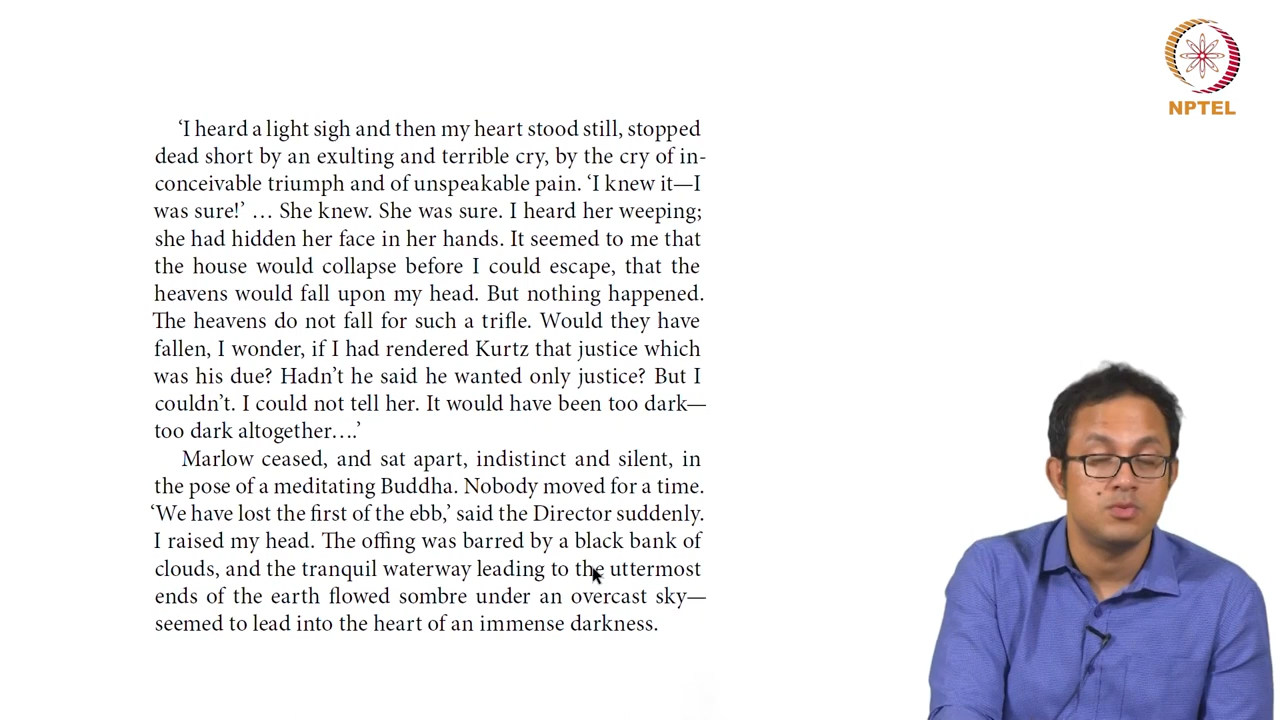 ‘I heard a light sigh and then my heart stood still, stopped
dead short by an exulting and terrible cry, by the cry of in-
conceivable triumph and of unspeakable pain. ‘I knew it—I
was sure!’ … She knew. She was sure. I heard her weeping;
she had hidden her face in her hands. It seemed to me that
the house would collapse before I could escape, that the
heavens would fall upon my head. But nothing happened.
The heavens do not fall for such a trifle. Would they have
fallen, I wonder, if I had rendered Kurtz that justice which
was his due? Hadn’t he said he wanted only justice? But I
couldn’t. I could not tell her. It would have been too dark—
too dark altogether….’
Marlow ceased, and sat apart, indistinct and silent, in
the pose of a meditating Buddha. Nobody moved for a time.
‘We have lost the first of the ebb,’ said the Director suddenly.
I raised my head. The offing was barred by a black bank of
clouds, and the tranquil waterway leading to the uttermost
ends of the earth flowed sombre under an overcast sky—
seemed to lead into the heart of an immense darkness.
NPTEL